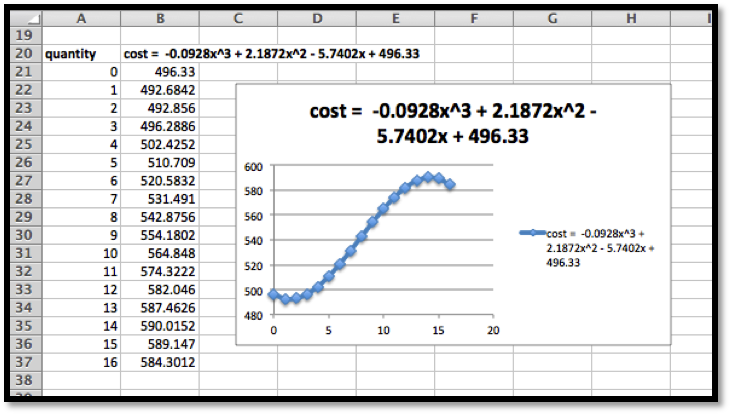 A B C D E F G H
19
20 quantity cost = -0.0928x^3 + 2.1872x^2 - 5.7402x + 496.33
21 0 496.33
22 1 492.6842
23 2 492.856
24 3 496.2886
25 4 502.4252
26 5 510.709
27 6 520.5832
28 7 531.491
29 8 542.8756
30 9 554.1802
31 10 564.848
32 11 574.3222
33 12 582.046
34 13 587.4626
35 14 590.0152
36 15 589.147
37 16 584.3012
38
cost = -0.0928x^3 + 2.1872x^2 -
5.7402x + 496.33
600
580
560
540
520
500
480
0 5 10 15 20
cost = -0.0928x^3 +
2.1872x^2 - 5.7402x +
496.33